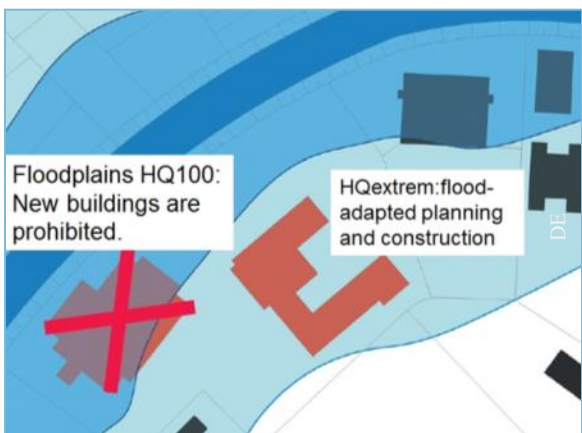 Floodplains HQ100:
New buildings are
prohibited.
HQextrem:flood-
adapted planning
and construction
DE